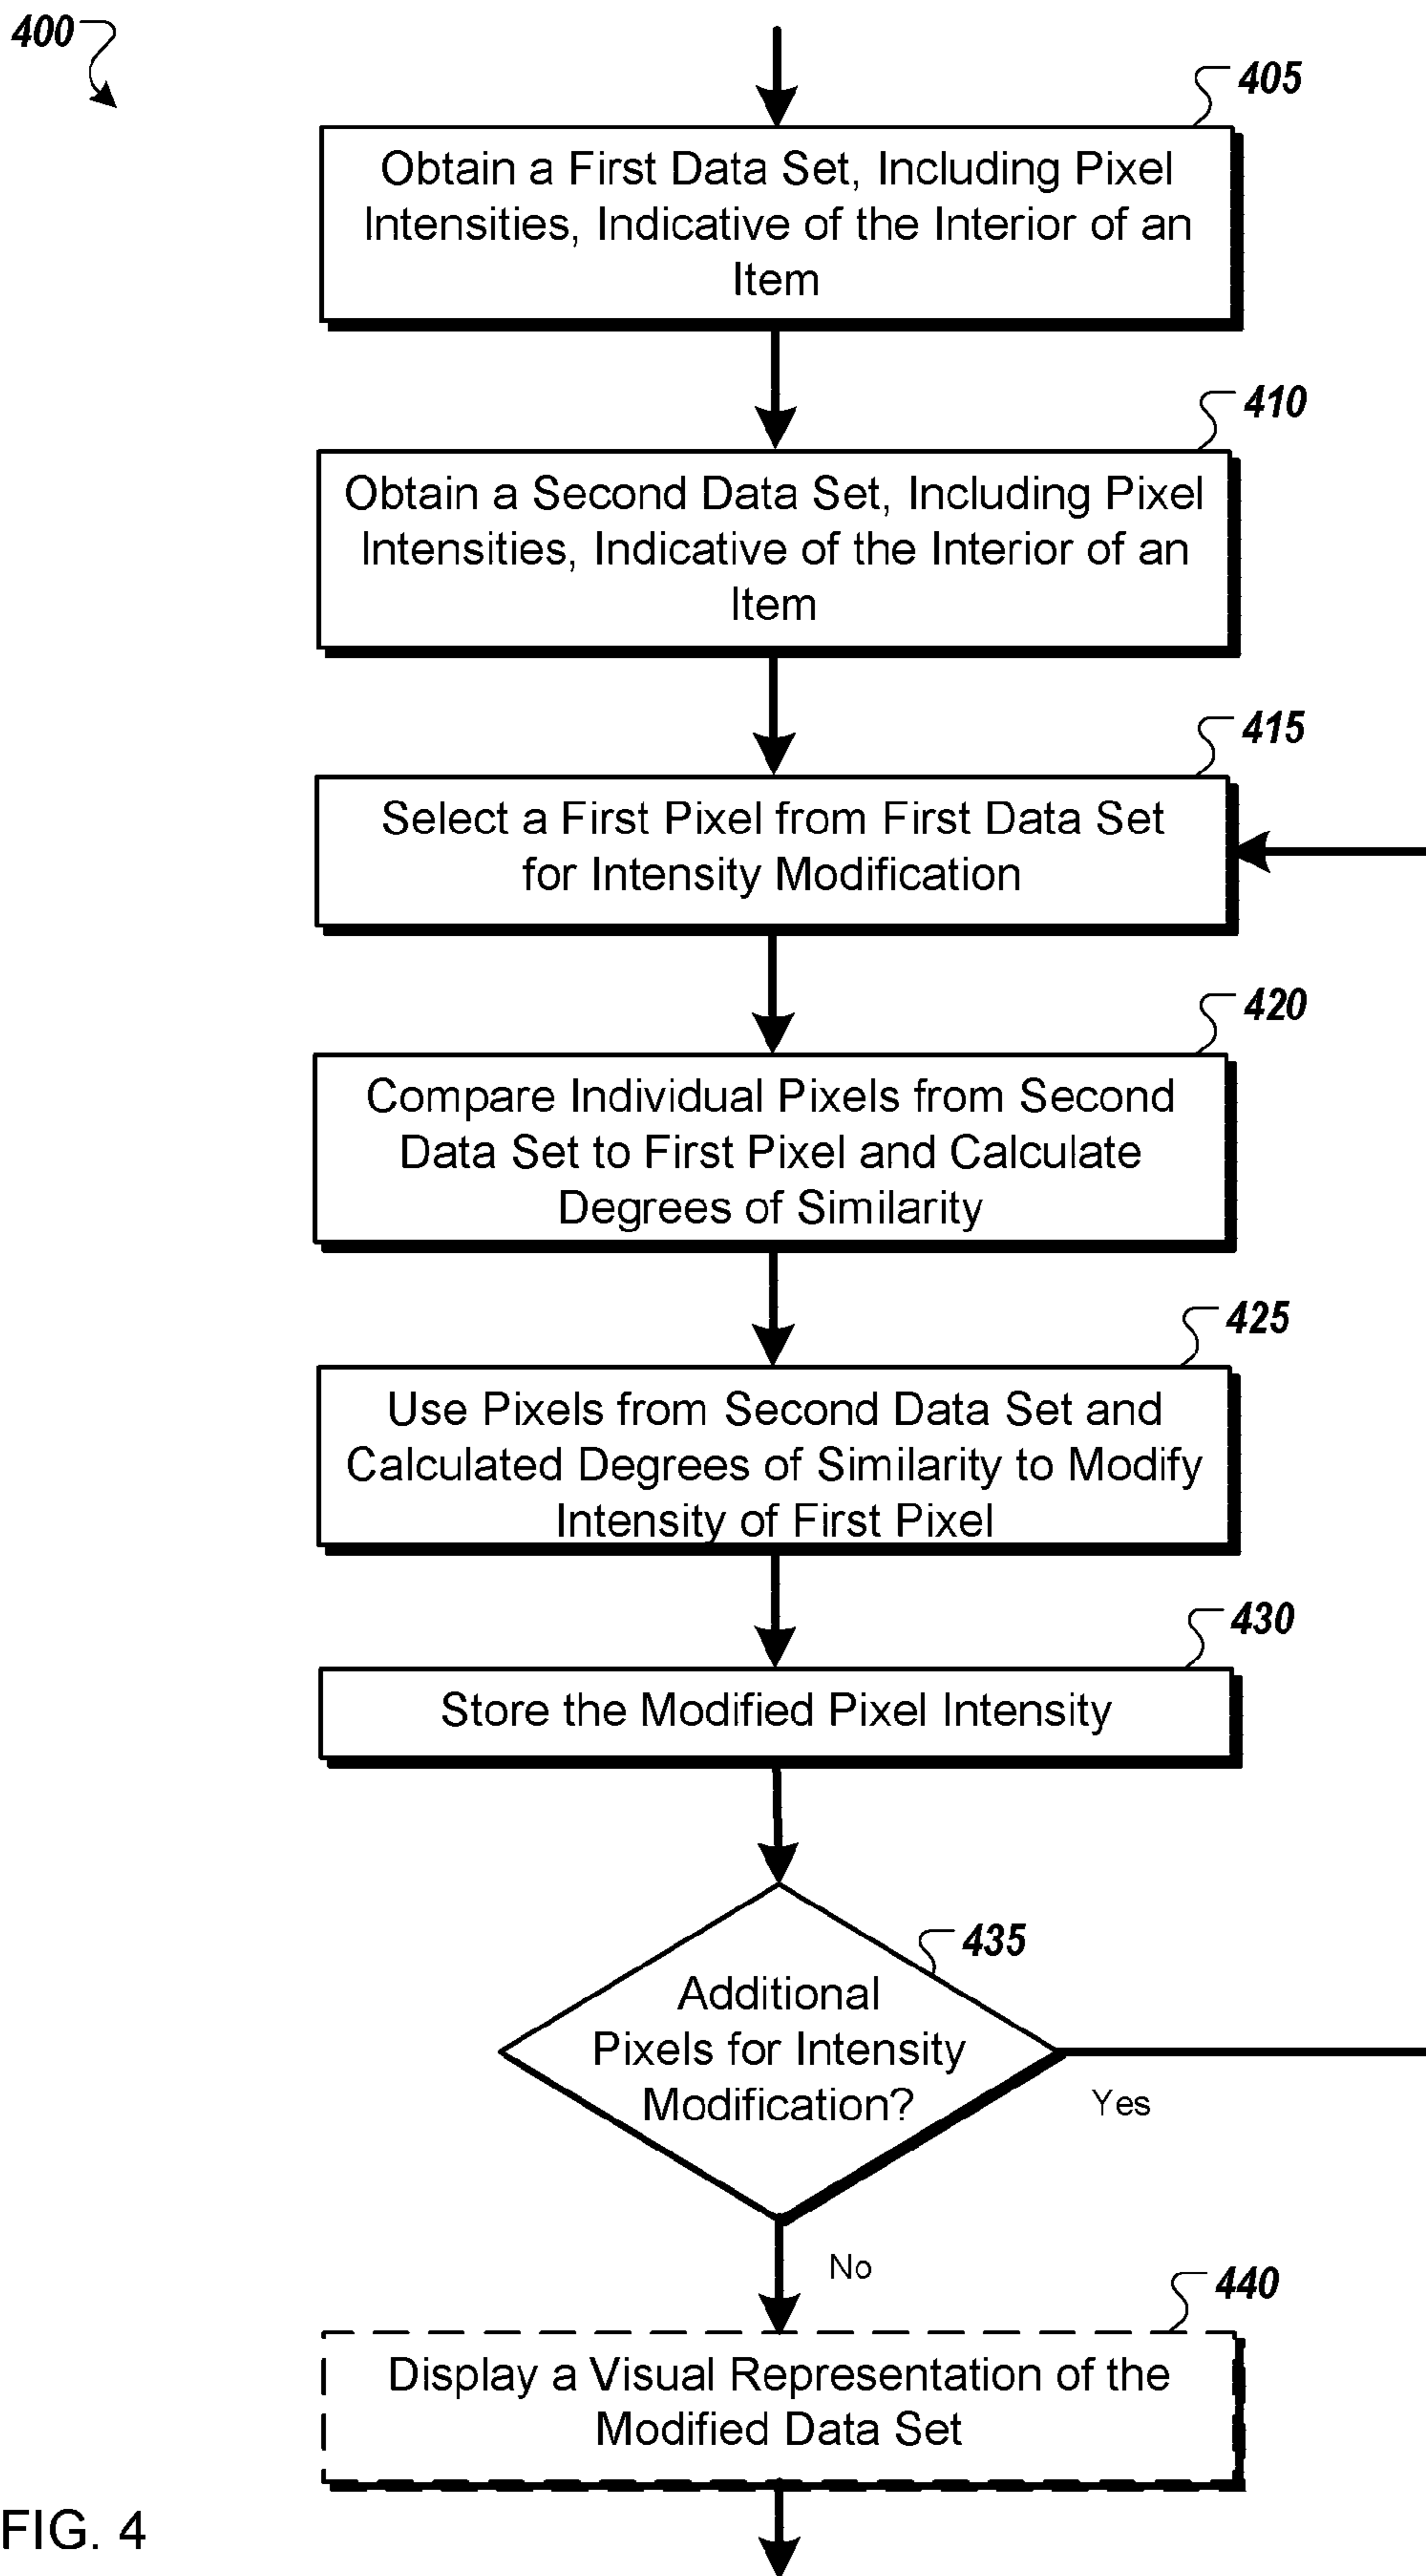 400
405
Obtain a First Data Set, Including Pixel
Intensities, Indicative of the Interior of an
Item
410
Obtain a Second Data Set, Including Pixel
Intensities, Indicative of the Interior of an
Item
415
Select a First Pixel from First Data Set
for Intensity Modification
420
Compare Individual Pixels from Second
Data Set to First Pixel and Calculate
Degrees of Similarity
425
Use Pixels from Second Data Set and
Calculated Degrees of Similarity to Modify
Intensity of First Pixel
430
Store the Modified Pixel Intensity
435
Additional
Pixels for Intensity
Modification?
Yes
No
440
Display a Visual Representation of the
Modified Data Set
FIG. 4